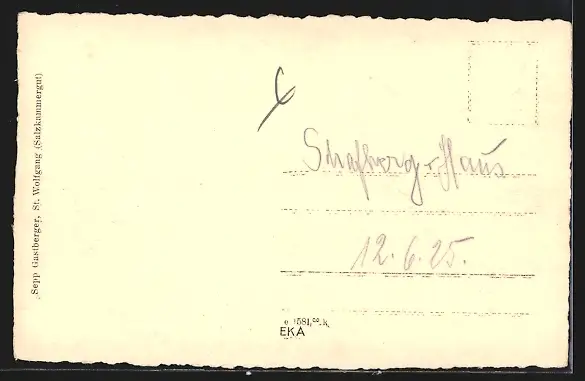 Sepp Gastberger, St. Wolfgang (Salzkammergut)
Schafberg-Haus
12.6.25.
EKA